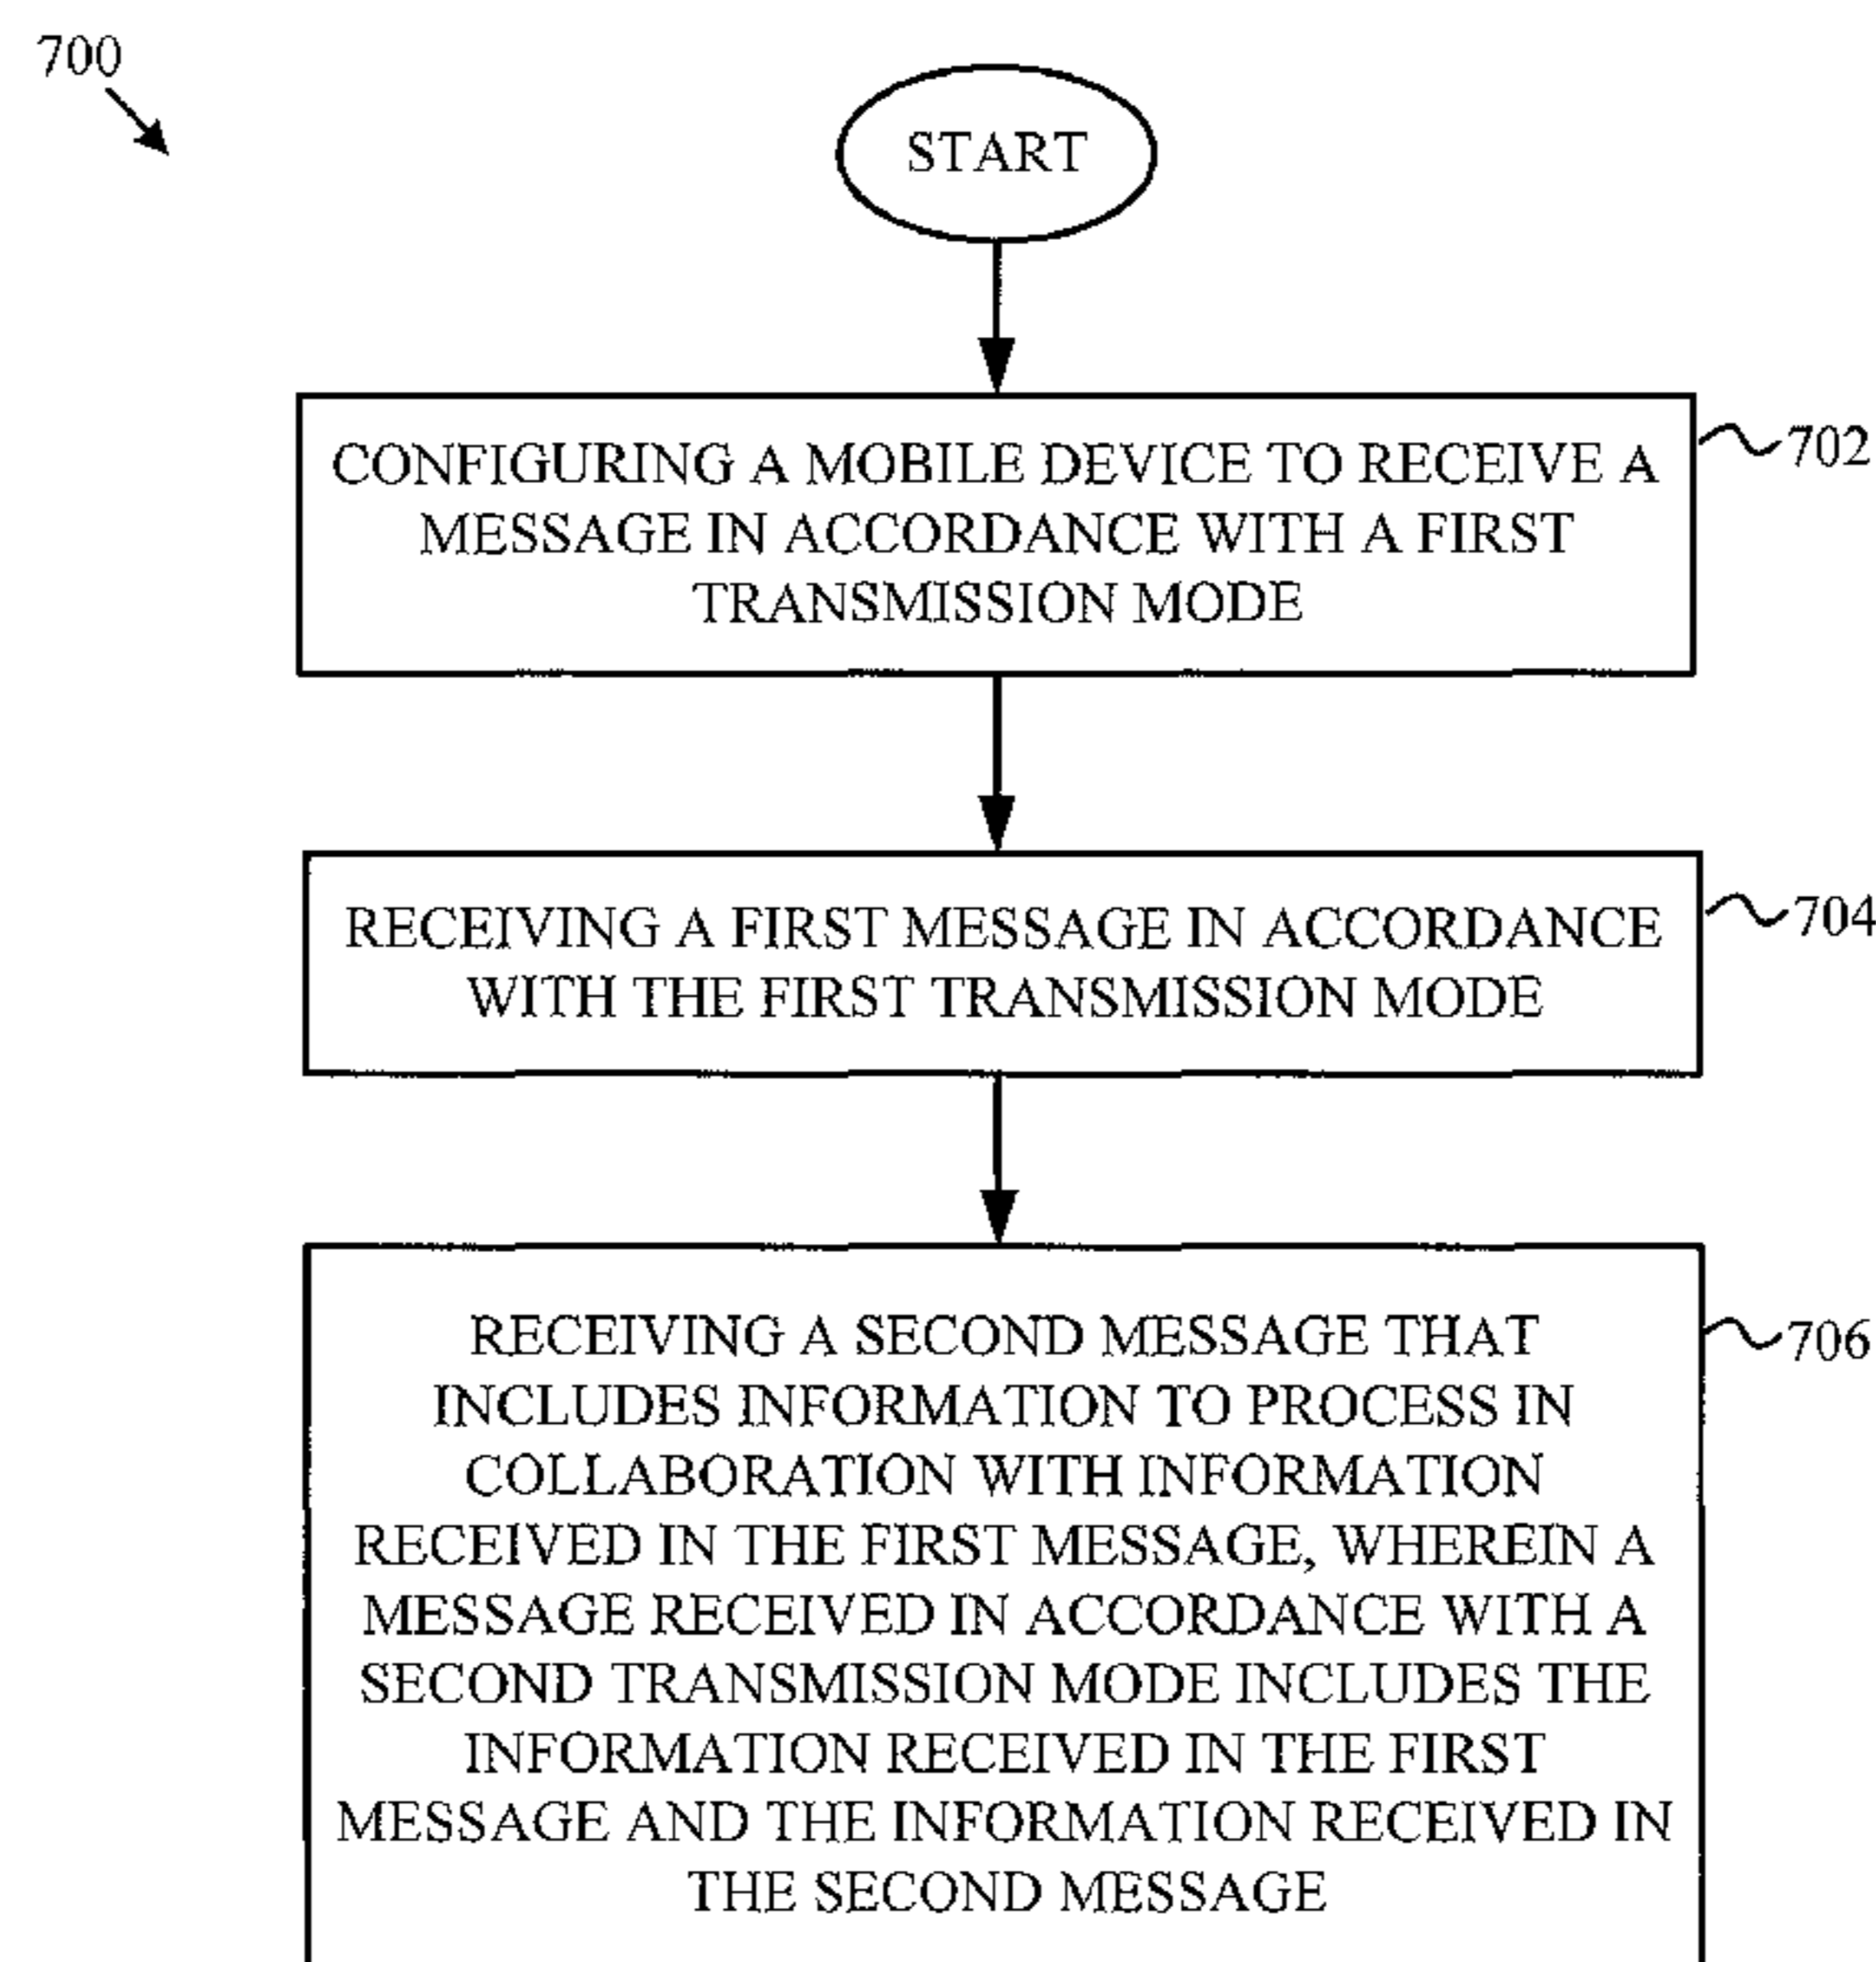 700
START
CONFIGURING A MOBILE DEVICE TO RECEIVE A
MESSAGE IN ACCORDANCE WITH A FIRST
TRANSMISSION MODE
702
RECEIVING A FIRST MESSAGE IN ACCORDANCE
WITH THE FIRST TRANSMISSION MODE
704
RECEIVING A SECOND MESSAGE THAT
INCLUDES INFORMATION TO PROCESS IN
COLLABORATION WITH INFORMATION
RECEIVED IN THE FIRST MESSAGE, WHEREIN A
MESSAGE RECEIVED IN ACCORDANCE WITH A
SECOND TRANSMISSION MODE INCLUDES THE
INFORMATION RECEIVED IN THE FIRST
MESSAGE AND THE INFORMATION RECEIVED IN
THE SECOND MESSAGE
706